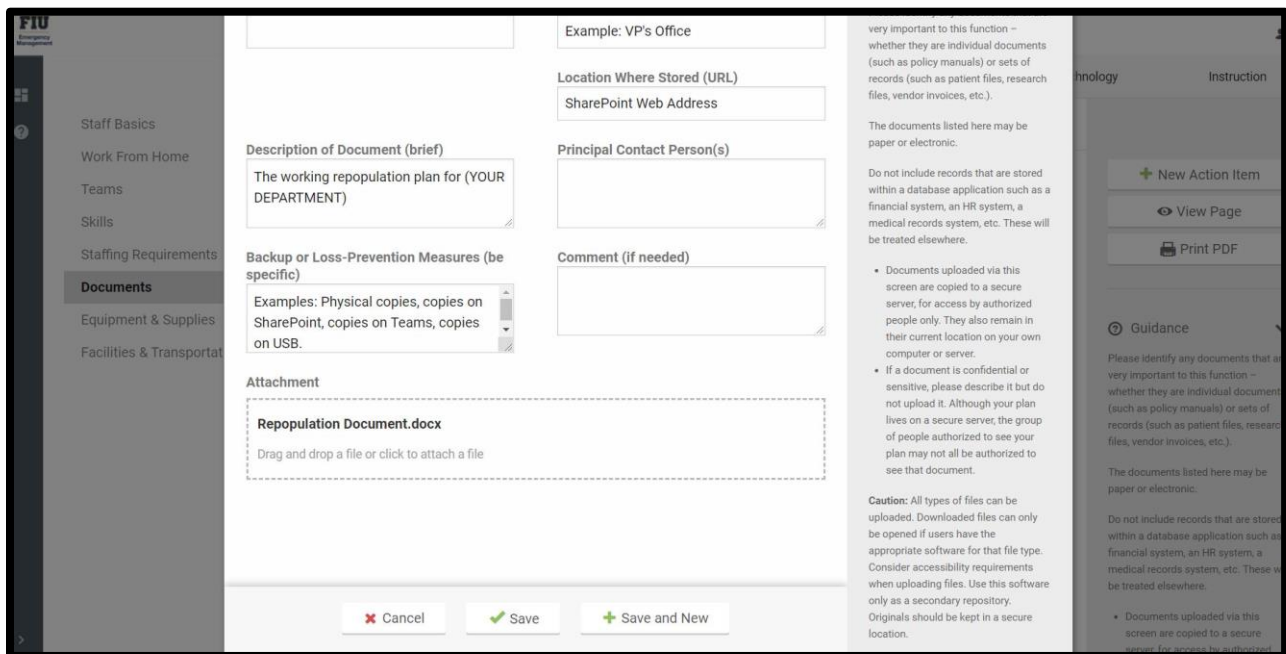 FIU
Emergency
Management
Staff Basics
Work From Home
Teams
Skills
Staffing Requirements
Documents
Equipment & Supplies
Facilities & Transportat
Example: VP's Office
Location Where Stored (URL)
SharePoint Web Address
Description of Document (brief)
The working repopulation plan for (YOUR
DEPARTMENT)
Principal Contact Person(s)
Backup or Loss-Prevention Measures (be
specific)
Examples: Physical copies, copies on
SharePoint, copies on Teams, copies
on USB.
Comment (if needed)
Attachment
Repopulation Document.docx
Drag and drop a file or click to attach a file
Cancel
Save
Save and New
very important to this function –
whether they are individual documents
(such as policy manuals) or sets of
records (such as patient files, research
files, vendor invoices, etc.).
The documents listed here may be
paper or electronic.
Do not include records that are stored
within a database application such as a
financial system, an HR system, a
medical records system, etc. These will
be treated elsewhere.
• Documents uploaded via this
screen are copied to a secure
server, for access by authorized
people only. They also remain in
their current location on your own
computer or server.
• If a document is confidential or
sensitive, please describe it but do
not upload it. Although your plan
lives on a secure server, the group
of people authorized to see your
plan may not all be authorized to
see that document.
Caution: All types of files can be
uploaded. Downloaded files can only
be opened if users have the
appropriate software for that file type.
Consider accessibility requirements
when uploading files. Use this software
only as a secondary repository.
Originals should be kept in a secure
location.
hnology
Instruction
New Action Item
View Page
Print PDF
Guidance
Please identify any documents that ar
very important to this function –
whether they are individual document
(such as policy manuals) or sets of
records (such as patient files, researc
files, vendor invoices, etc.).
The documents listed here may be
paper or electronic.
Do not include records that are stored
within a database application such as
financial system, an HR system, a
medical records system, etc. These w
be treated elsewhere.
• Documents uploaded via this
screen are copied to a secure
server, for access by authorized